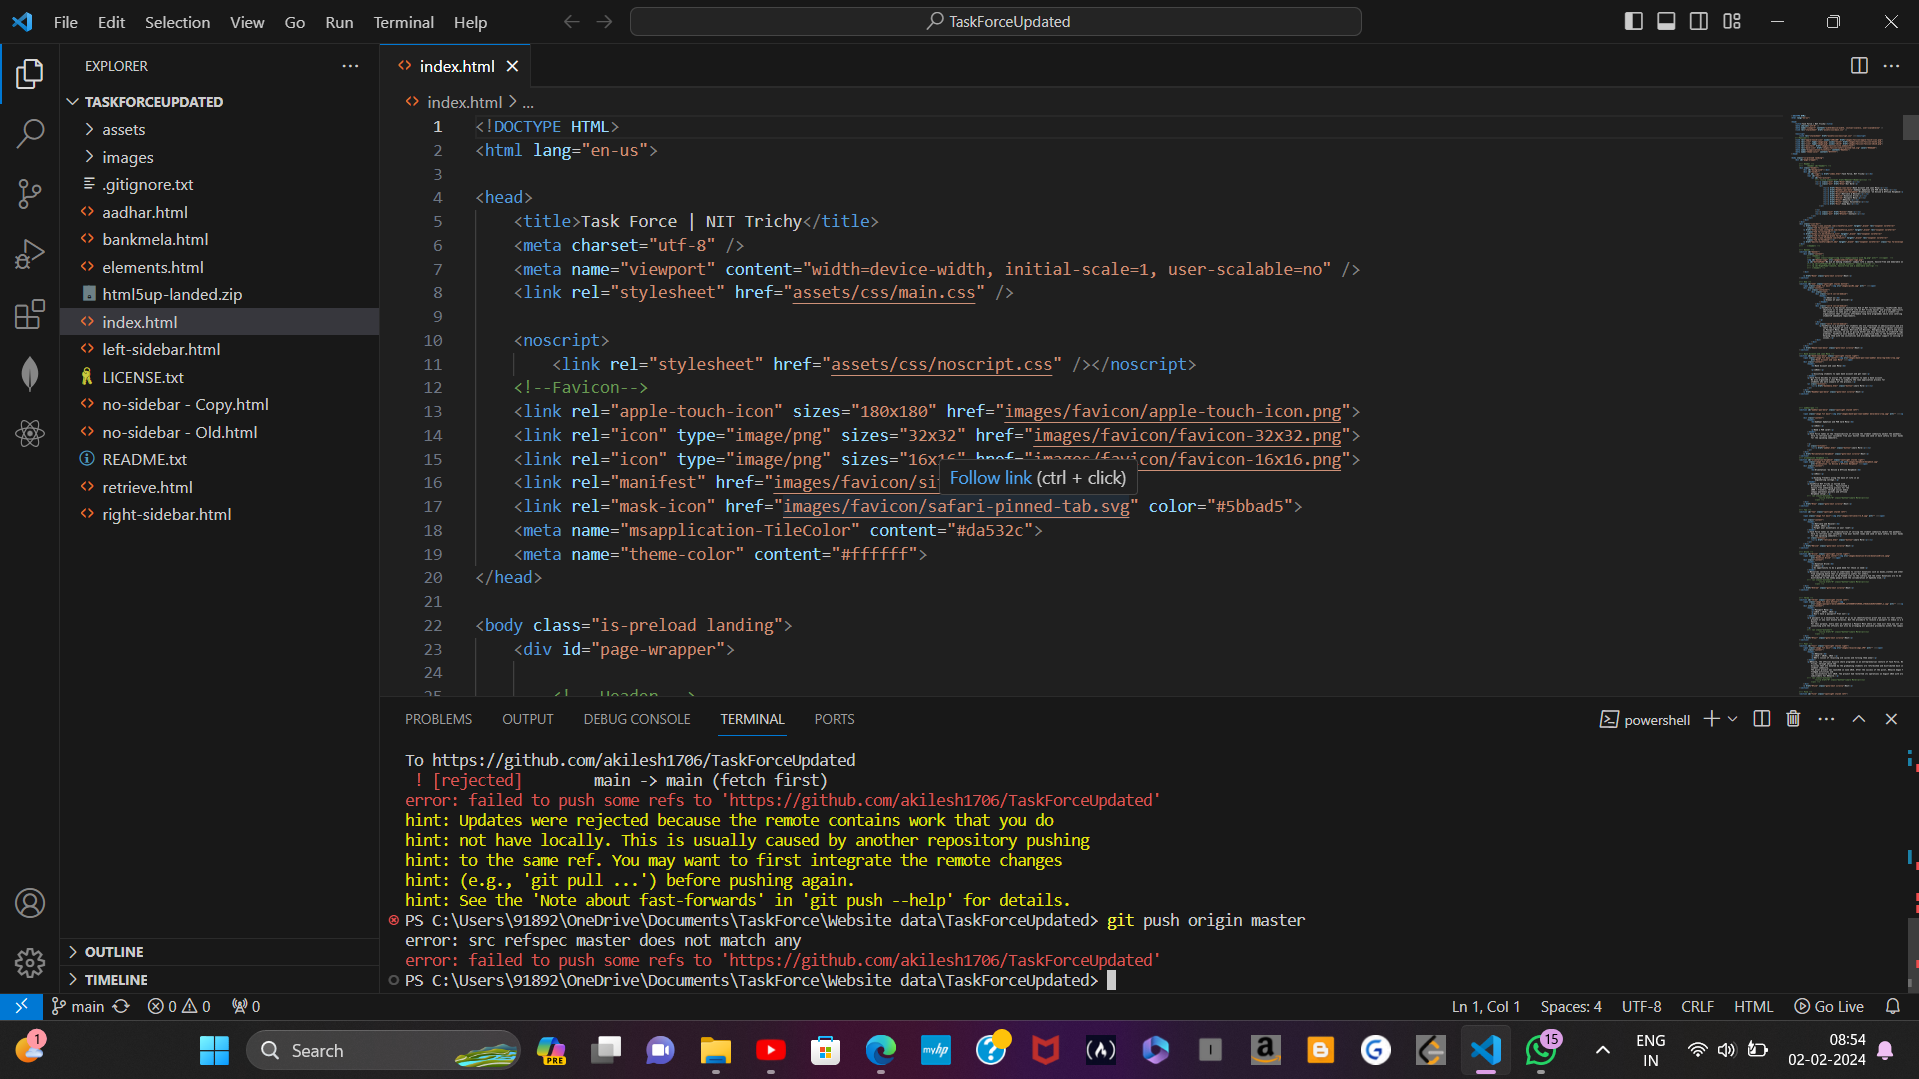 File Edit Selection View Go Run Terminal Help
TaskForceUpdated
EXPLORER
TASKFORCEUPDATED
assets
images
.gitignore.txt
aadhar.html
bankmela.html
elements.html
html5up-landed.zip
index.html
left-sidebar.html
LICENSE.txt
no-sidebar - Copy.html
no-sidebar - Old.html
README.txt
retrieve.html
right-sidebar.html
OUTLINE
TIMELINE
index.html
index.html > ...
1 <!DOCTYPE HTML>
2 <html lang="en-us">
3
4 <head>
5 <title>Task Force | NIT Trichy</title>
6 <meta charset="utf-8" />
7 <meta name="viewport" content="width=device-width, initial-scale=1, user-scalable=no" />
8 <link rel="stylesheet" href="assets/css/main.css" />
9
10 <noscript>
11 <link rel="stylesheet" href="assets/css/noscript.css" /></noscript>
12 <!--Favicon-->
13 <link rel="apple-touch-icon" sizes="180x180" href="images/favicon/apple-touch-icon.png">
14 <link rel="icon" type="image/png" sizes="32x32" href="images/favicon/favicon-32x32.png">
15 <link rel="icon" type="image/png" sizes="16x16" href="images/favicon/favicon-16x16.png">
16 <link rel="manifest" href="images/favicon/si
Follow link (ctrl + click)
17 <link rel="mask-icon" href="images/favicon/safari-pinned-tab.svg" color="#5bbad5">
18 <meta name="msapplication-TileColor" content="#da532c">
19 <meta name="theme-color" content="#ffffff">
20 </head>
21
22 <body class="is-preload landing">
23 <div id="page-wrapper">
24
25 <!-- Header -->
PROBLEMS OUTPUT DEBUG CONSOLE TERMINAL PORTS
powershell
To https://github.com/akilesh1706/TaskForceUpdated
! [rejected] main -> main (fetch first)
error: failed to push some refs to 'https://github.com/akilesh1706/TaskForceUpdated'
hint: Updates were rejected because the remote contains work that you do
hint: not have locally. This is usually caused by another repository pushing
hint: to the same ref. You may want to first integrate the remote changes
hint: (e.g., 'git pull ...') before pushing again.
hint: See the 'Note about fast-forwards' in 'git push --help' for details.
PS C:\Users\91892\OneDrive\Documents\TaskForce\Website data\TaskForceUpdated> git push origin master
error: src refspec master does not match any
error: failed to push some refs to 'https://github.com/akilesh1706/TaskForceUpdated'
PS C:\Users\91892\OneDrive\Documents\TaskForce\Website data\TaskForceUpdated>
main 0 0 0
Ln 1, Col 1 Spaces: 4 UTF-8 CRLF HTML Go Live
1
Search
PRE
myhp
15
ENG
IN
08:54
02-02-2024